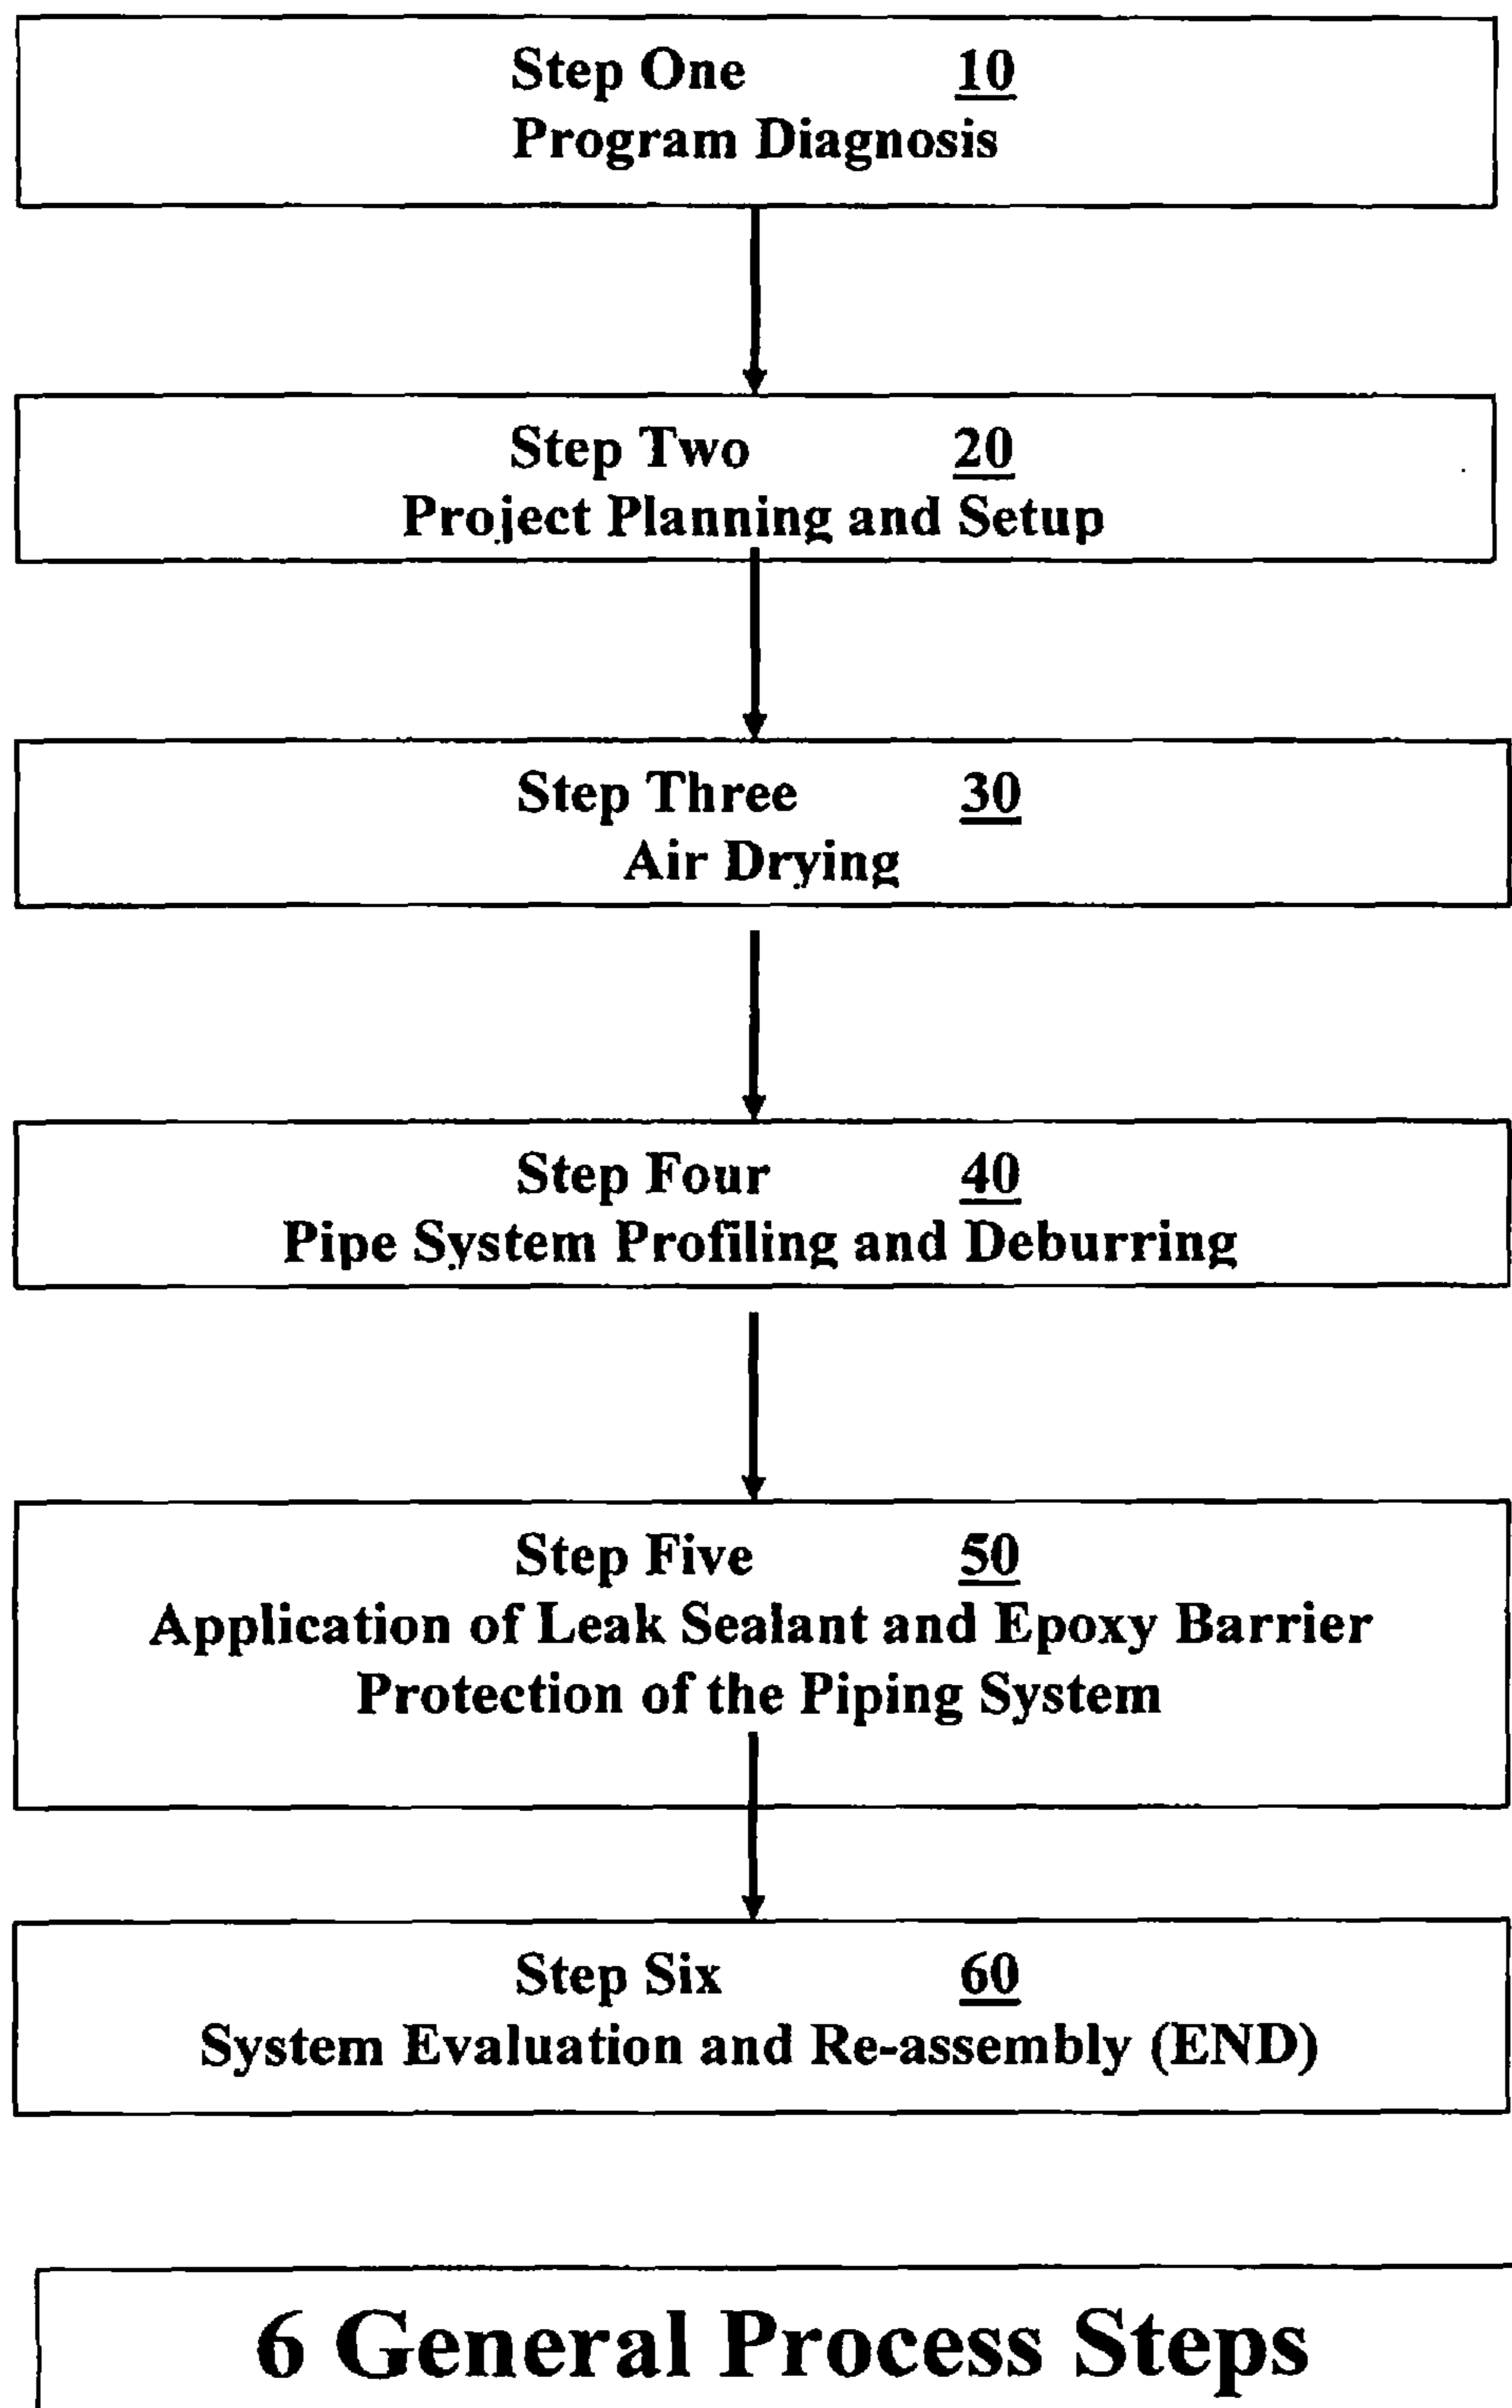 Step One 10
Program Diagnosis
Step Two 20
Project Planning and Setup
Step Three 30
Air Drying
Step Four 40
Pipe System Profiling and Deburring
Step Five 50
Application of Leak Sealant and Epoxy Barrier
Protection of the Piping System
Step Six 60
System Evaluation and Re-assembly (END)
6 General Process Steps